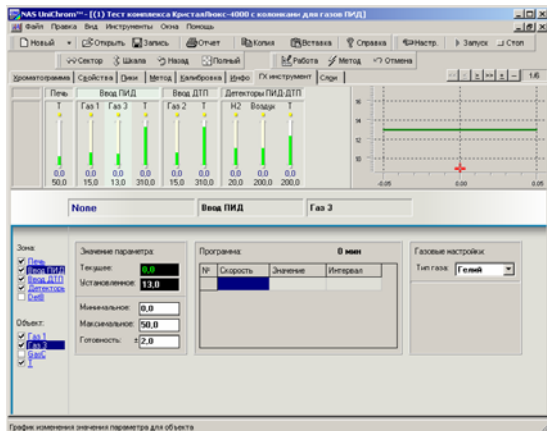 NAS UniChrom™ - [(1) Тест комплекса КристалЛюкс-4000 с колонками для газов ПИД]
Файл Правка Вид Инструменты Окна Помощь
Новый Открыть Запись Отчет Копия Вставка Справка Настр. Запуск Стоп
Сектор Шкала Назад Полный Работа Метод Отмена
Хроматограмма Свойства Пики Метод Калибровка Инфо ГХ инструмент Слои 1/6
Печь Ввод ПИД Ввод ДТП Детекторы ПИД-ДТП
T Газ 1 Газ 3 T Газ 2 T H2 Воздух T
0,0 0,0 0,0 0,0 0,0 0,0 0,0 0,0 0,0
50,0 15,0 13,0 310,0 15,0 310,0 20,0 200,0 200,0
16
14
12
10
-0.05 0.00 0.05
None Ввод ПИД Газ 3
Зона: Значение параметра: Программа: 0 мин Газовые настройки:
Печь
Ввод ПИД
Ввод ДТП
Детекторы
DetB
Текущее: 0,0
Установленное: 13,0
№ Скорость Значение Интервал
Тип газа: Гелий
Минимальное: 0,0
Максимальное: 50,0
Готовность: ± 2,0
Объект:
Газ 1
Газ 3
GasC
T
График изменения значения параметра для объекта